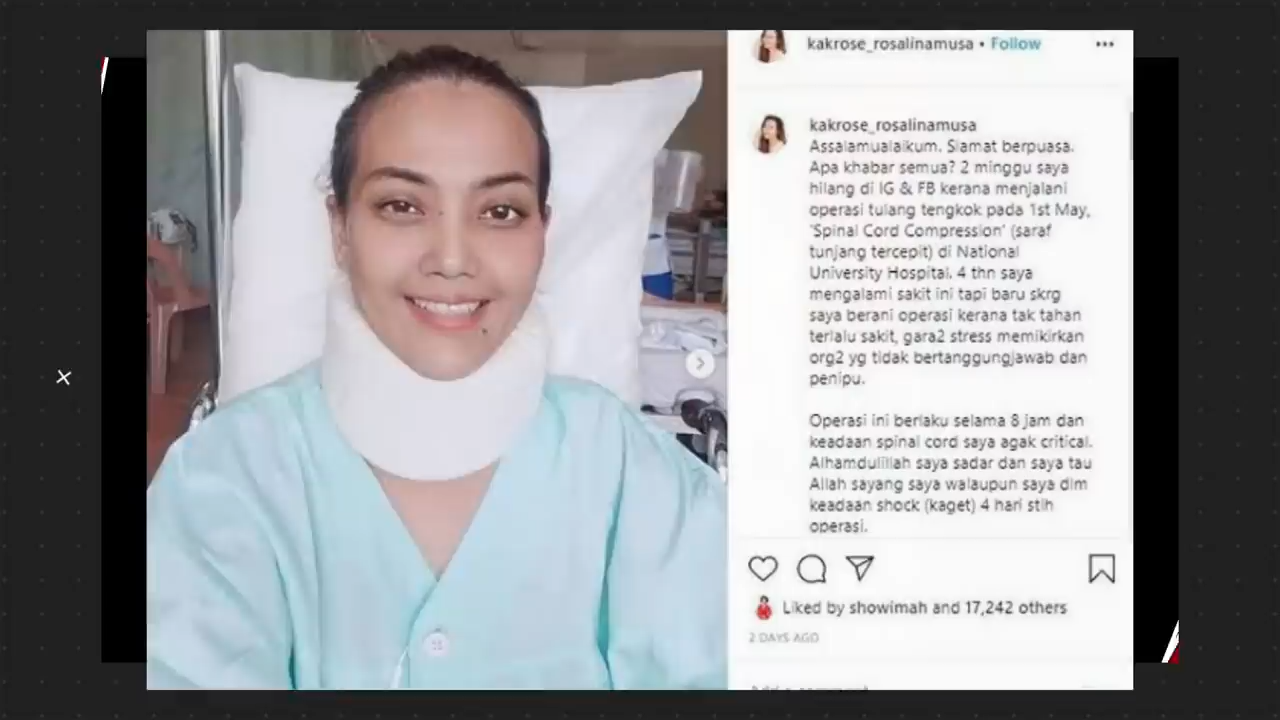 kakrose_rosalinamusa • Follow
kakrose_rosalinamusa
Assalamualaikum. Slamat berpuasa.
Apa khabar semua? 2 minggu saya
hilang di IG & FB kerana menjalani
operasi tulang tengkok pada 1st May,
'Spinal Cord Compression' (saraf
tunjang tercepit) di National
University Hospital. 4 thn saya
mengalami sakit ini tapi baru skrg
saya berani operasi kerana tak tahan
terlalu sakit, gara2 stress memikirkan
org2 yg tidak bertanggungjawab dan
penipu.
Operasi ini berlaku selama 8 jam dan
keadaan spinal cord saya agak critical.
Alhamdulillah saya sadar dan saya tau
Allah sayang saya walaupun saya dlm
keadaan shock (kaget) 4 hari stlh
operasi.
Liked by showimah and 17,242 others
2 DAYS AGO